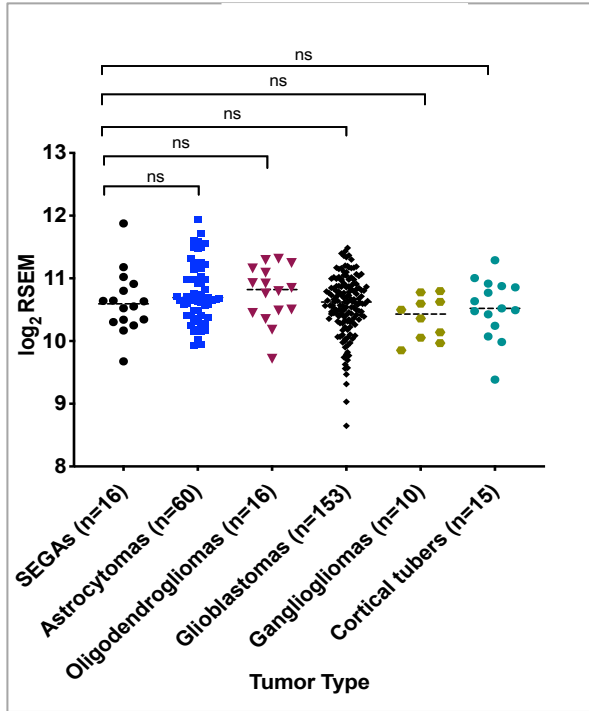 ns
ns
ns
ns
ns
13
12
11
10
9
8
log₂ RSEM
SEGAs (n=16)
Astrocytomas (n=60)
Oligodendrogliomas (n=16)
Glioblastomas (n=153)
Gangliogliomas (n=10)
Cortical tubers (n=15)
Tumor Type